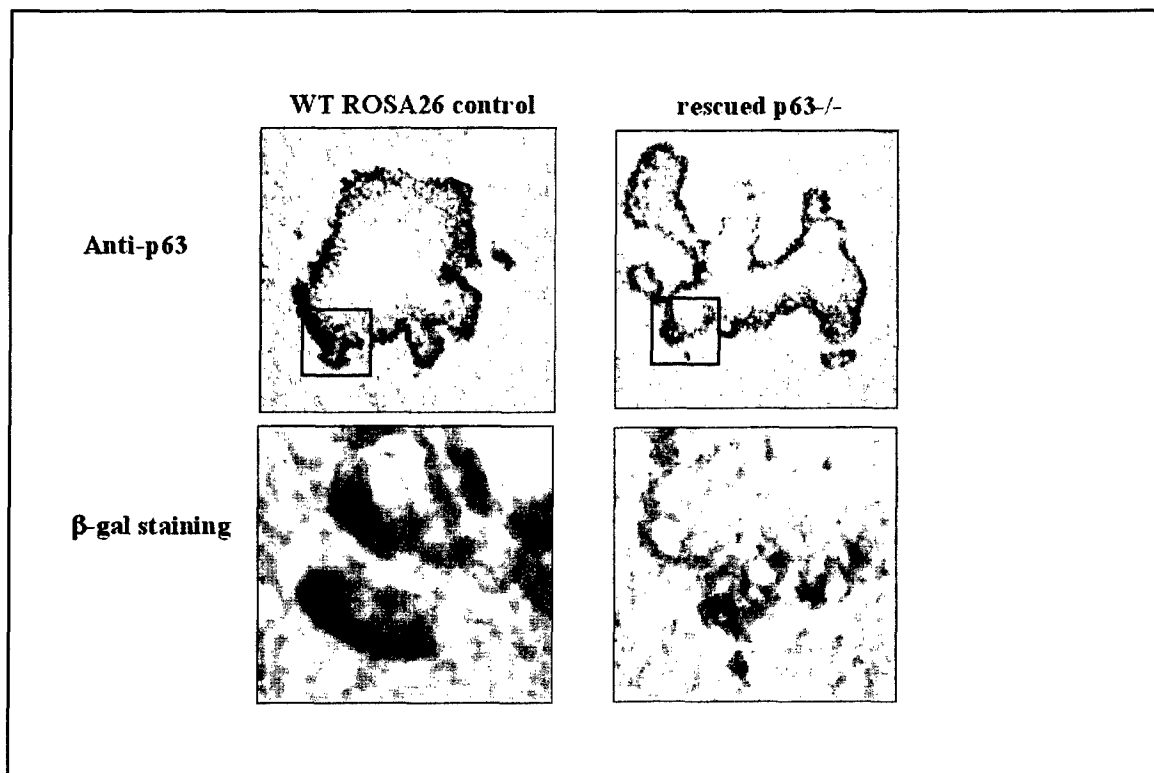 WT ROSA26 control
rescued p63-/-
Anti-p63
β-gal staining